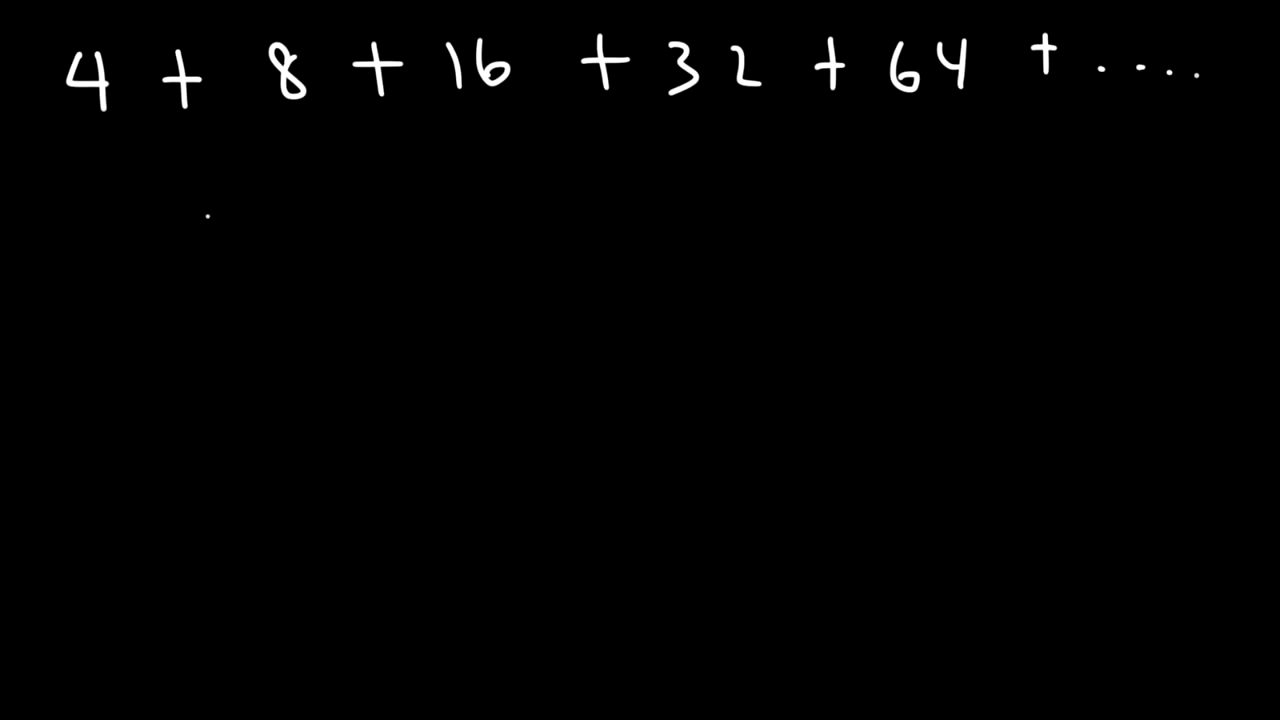 4 + 8 + 16 + 32 + 64 + ....